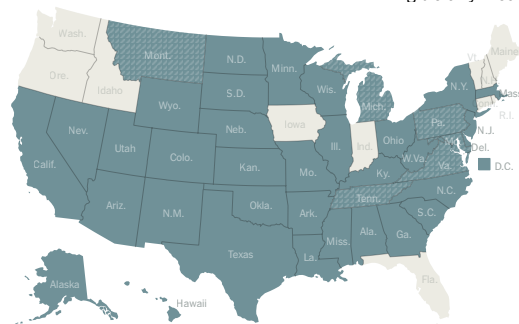 Wash.
Maine
Mont.
N.D.
Minn.
Vt.
N.H.
Ore.
Idaho
S.D.
Wis.
Mich.
N.Y.
Mass.
Conn.
R.I.
Wyo.
Iowa
Pa.
N.J.
Nev.
Neb.
Ill.
Ind.
Ohio
Md.
Del.
Utah
Colo.
W.Va.
Va.
D.C.
Calif.
Kan.
Mo.
Ky.
N.C.
Tenn.
Ariz.
N.M.
Okla.
Ark.
S.C.
Miss.
Ala.
Ga.
Texas
La.
Fla.
Alaska
Hawaii